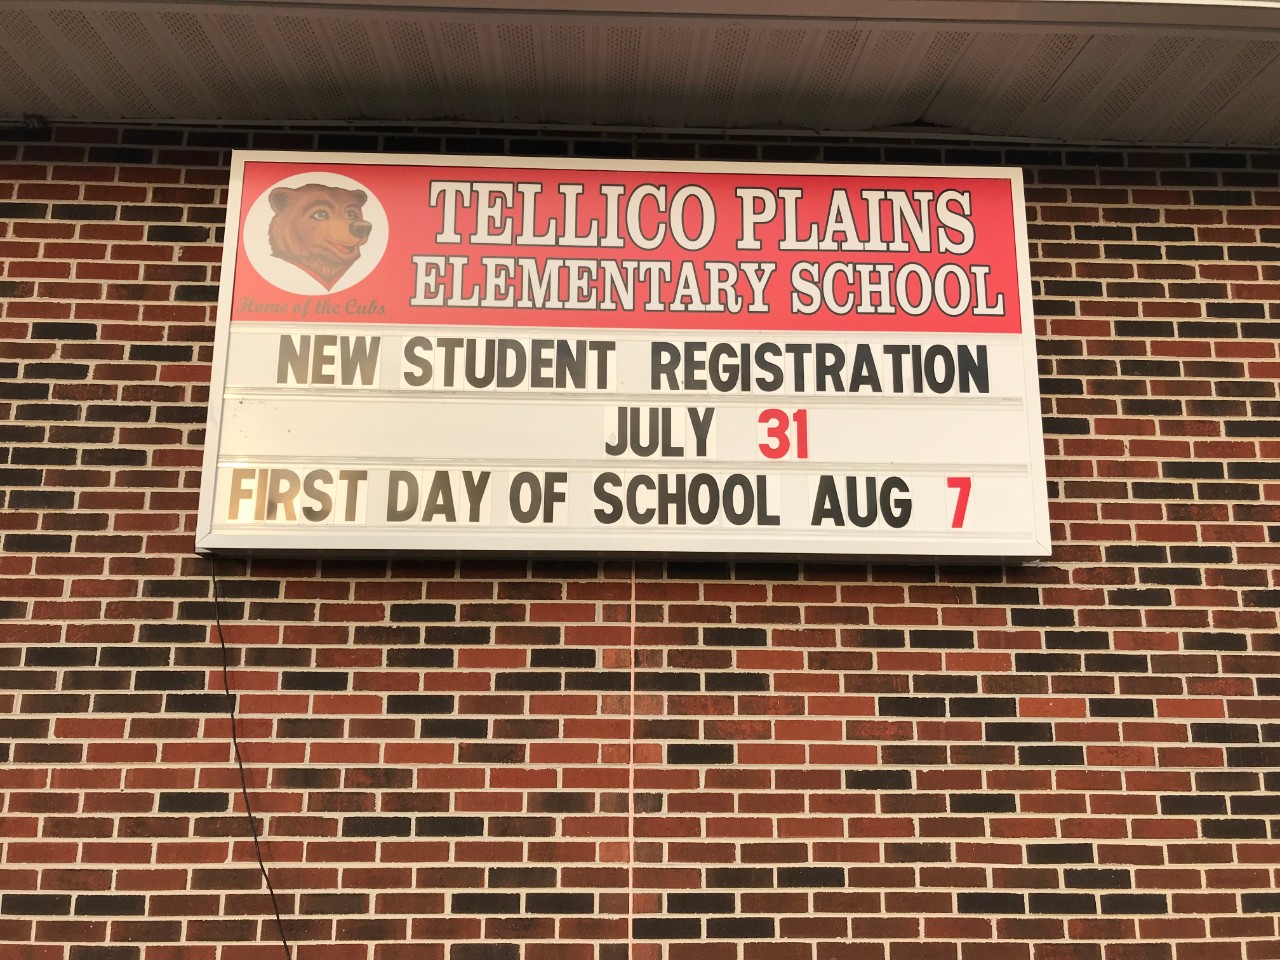 TELLICO PLAINS
ELEMENTARY SCHOOL
Home of the Cubs
NEW STUDENT REGISTRATION
JULY 31
FIRST DAY OF SCHOOL AUG 7